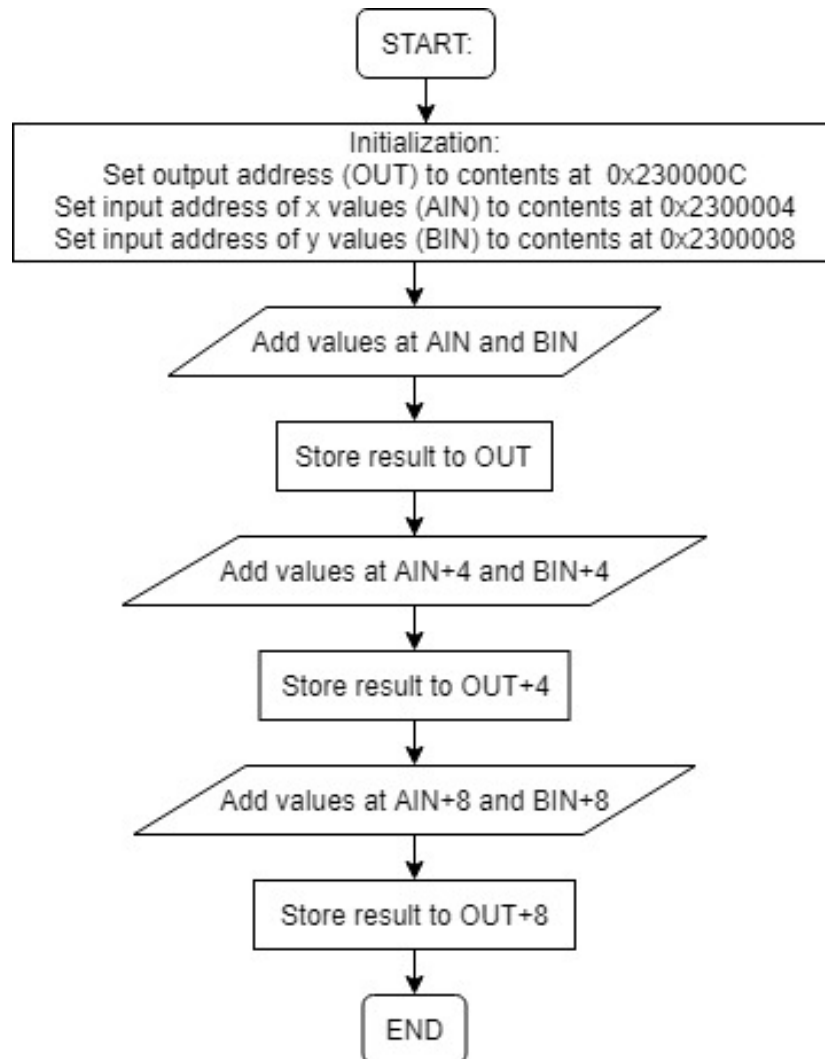 START:
Initialization:
Set output address (OUT) to contents at 0x230000C
Set input address of x values (AIN) to contents at 0x2300004
Set input address of y values (BIN) to contents at 0x2300008
Add values at AIN and BIN
Store result to OUT
Add values at AIN+4 and BIN+4
Store result to OUT+4
Add values at AIN+8 and BIN+8
Store result to OUT+8
END